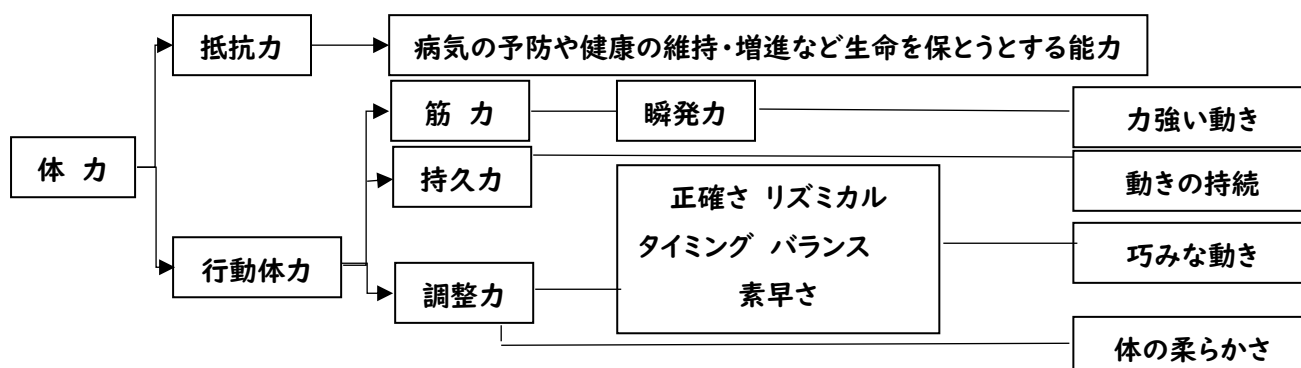 抵抗力
病気の予防や健康の維持・増進など生命を保とうとする能力
筋 力
瞬発力
力強い動き
体 力
持久力
動きの持続
正確さ リズミカル
タイミング バランス
素早さ
行動体力
巧みな動き
調整力
体の柔らかさ